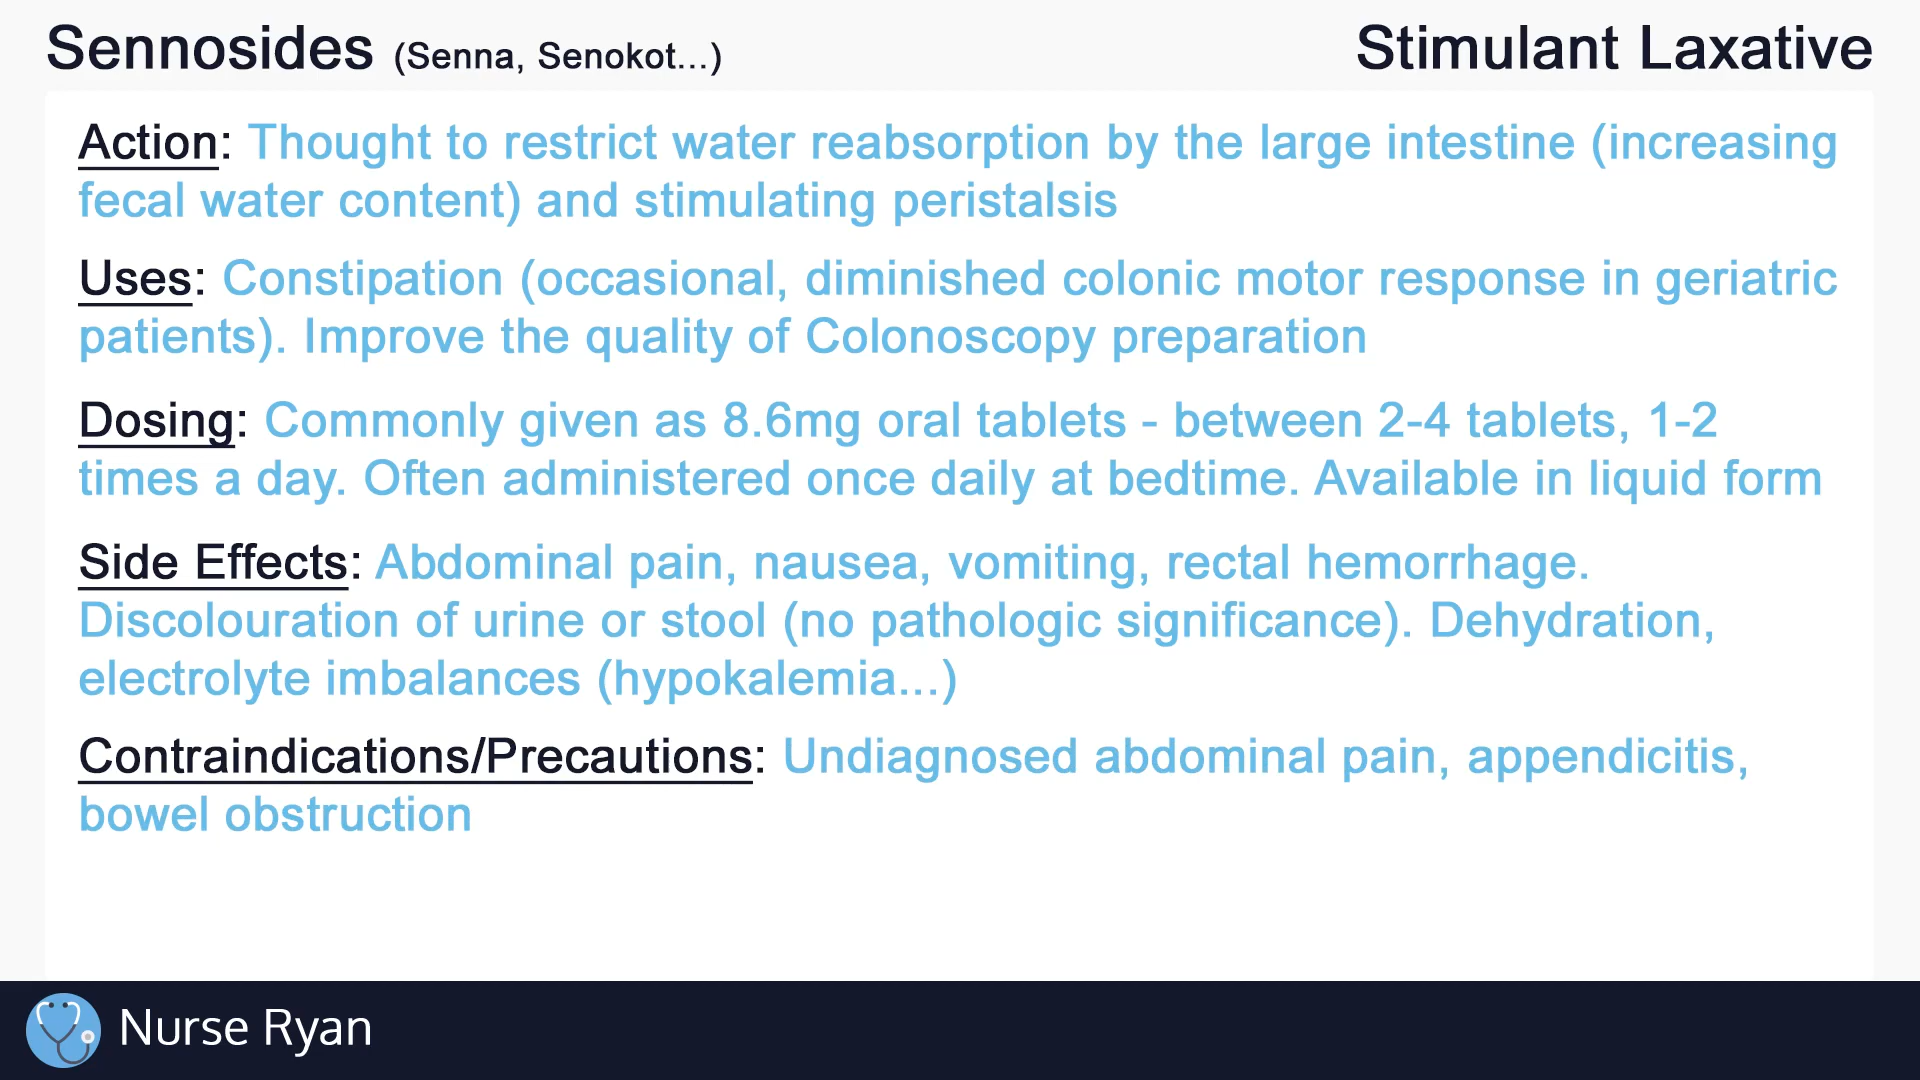 Sennosides (Senna, Senokot...)
Stimulant Laxative
Action: Thought to restrict water reabsorption by the large intestine (increasing
fecal water content) and stimulating peristalsis
Uses: Constipation (occasional, diminished colonic motor response in geriatric
patients). Improve the quality of Colonoscopy preparation
Dosing: Commonly given as 8.6mg oral tablets - between 2-4 tablets, 1-2
times a day. Often administered once daily at bedtime. Available in liquid form
Side Effects: Abdominal pain, nausea, vomiting, rectal hemorrhage.
Discolouration of urine or stool (no pathologic significance). Dehydration,
electrolyte imbalances (hypokalemia...)
Contraindications/Precautions: Undiagnosed abdominal pain, appendicitis,
bowel obstruction
Nurse Ryan